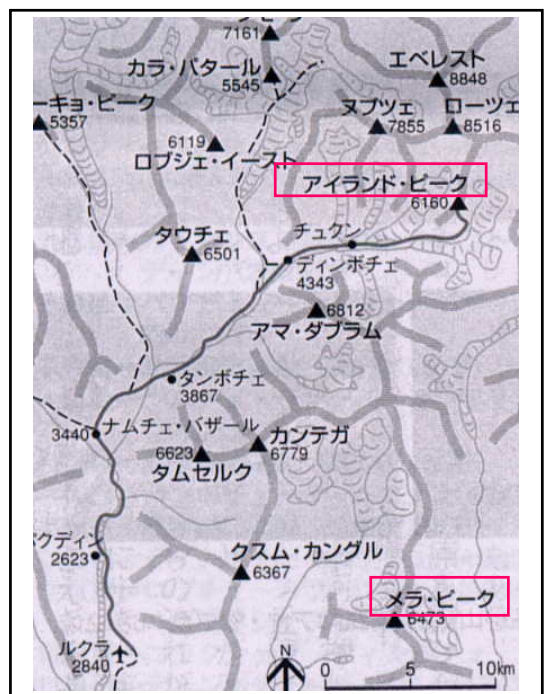 7161
カラ・パタール
5545
エベレスト
8848
ーキョ・ピーク
5357
ヌプツェ
7855
ローツェ
8516
6119
ロブジェ・イースト
アイランド・ピーク
6160
タウチェ
6501
チュクン
ディンボチェ
4343
6812
アマ・ダブラム
タンボチェ
3867
3440
ナムチェ・バザール
6623
タムセルク
カンテガ
6779
パクディン
2623
クスム・カングル
6367
メラ・ピーク
6473
ルクラ
2840
N
0 5 10km